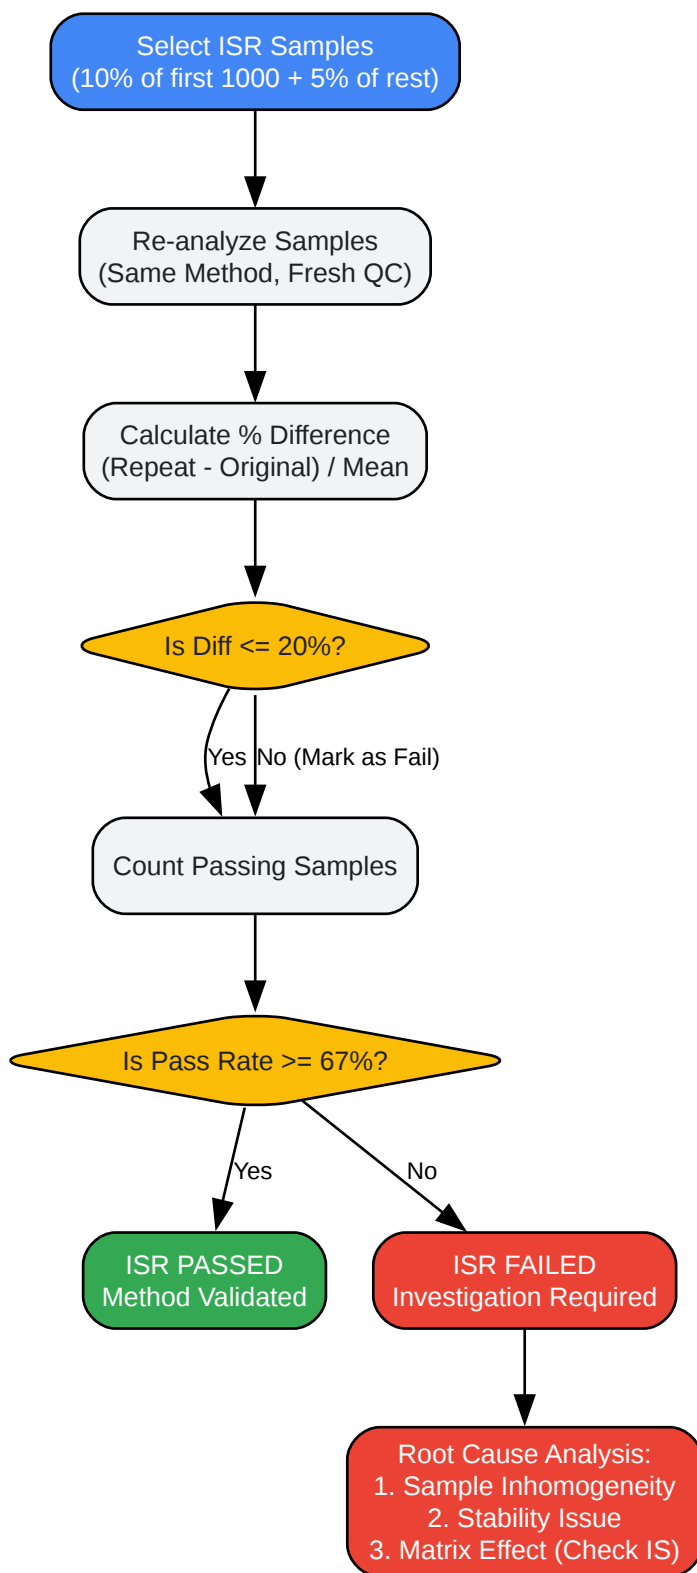 Select ISR Samples
(10% of first 1000 + 5% of rest)
Re-analyze Samples
(Same Method, Fresh QC)
Calculate % Difference
(Repeat - Original) / Mean
Is Diff <= 20%?
Yes
No (Mark as Fail)
Count Passing Samples
Is Pass Rate >= 67%?
Yes
No
ISR PASSED
Method Validated
ISR FAILED
Investigation Required
Root Cause Analysis:
1. Sample Inhomogeneity
2. Stability Issue
3. Matrix Effect (Check IS)